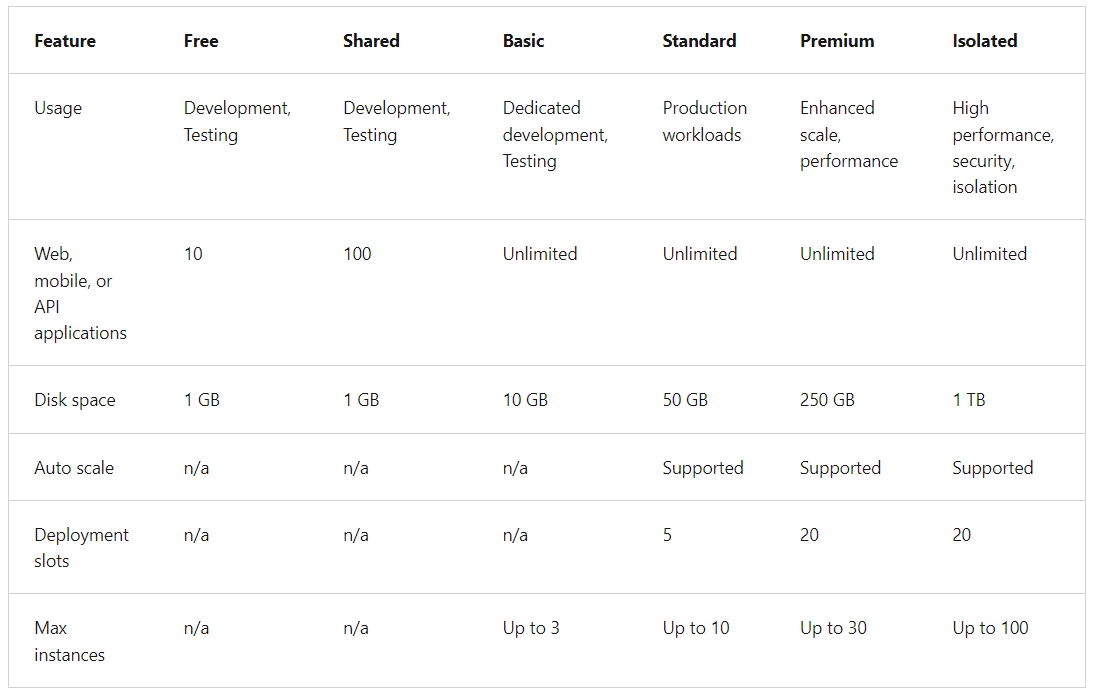 Feature Free Shared Basic Standard Premium Isolated
Usage Development, Development, Dedicated Production Enhanced High
Testing Testing development, workloads scale, performance,
Testing performance security,
isolation
Web, 10 100 Unlimited Unlimited Unlimited Unlimited
mobile, or
API
applications
Disk space 1 GB 1 GB 10 GB 50 GB 250 GB 1 TB
Auto scale n/a n/a n/a Supported Supported Supported
Deployment n/a n/a n/a 5 20 20
slots
Max n/a n/a Up to 3 Up to 10 Up to 30 Up to 100
instances